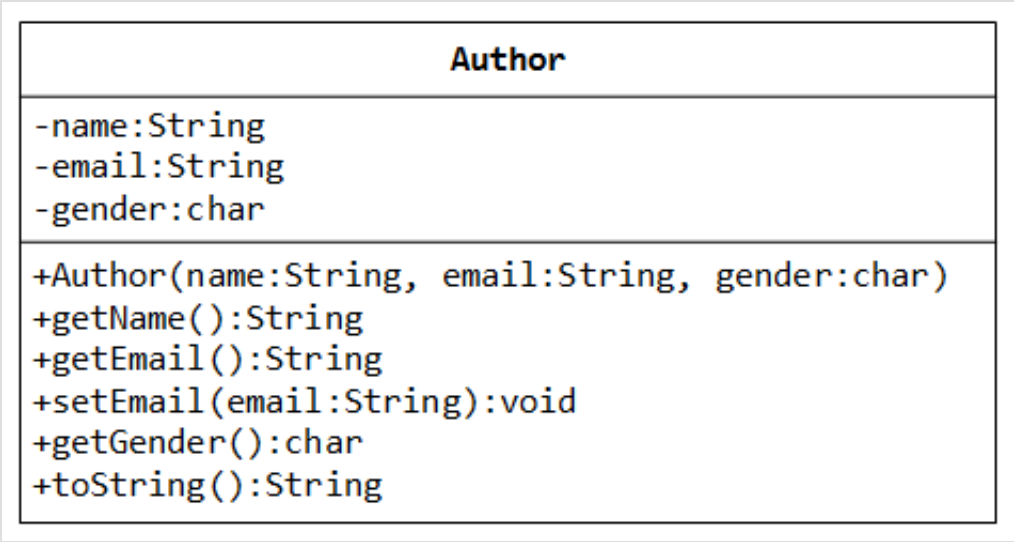 Author
-name:String
-email:String
-gender:char
+Author(name:String, email:String, gender:char)
+getName():String
+getEmail():String
+setEmail(email:String):void
+getGender():char
+toString():String